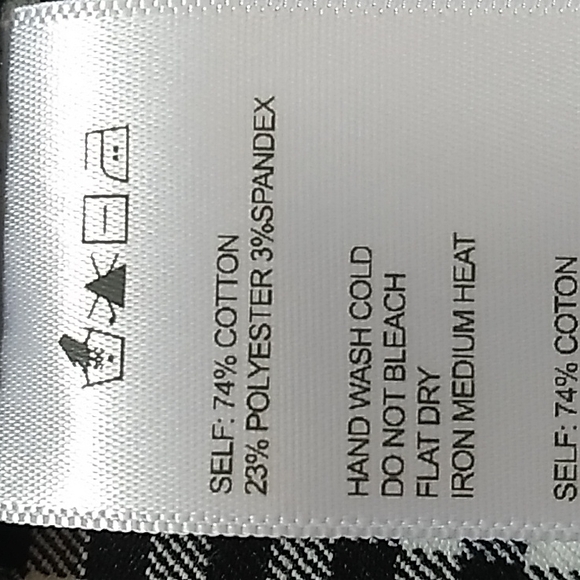 SELF: 74% COTTON
23% POLYESTER 3%SPANDEX
HAND WASH COLD
DO NOT BLEACH
FLAT DRY
IRON MEDIUM HEAT
SELF: 74% COTON